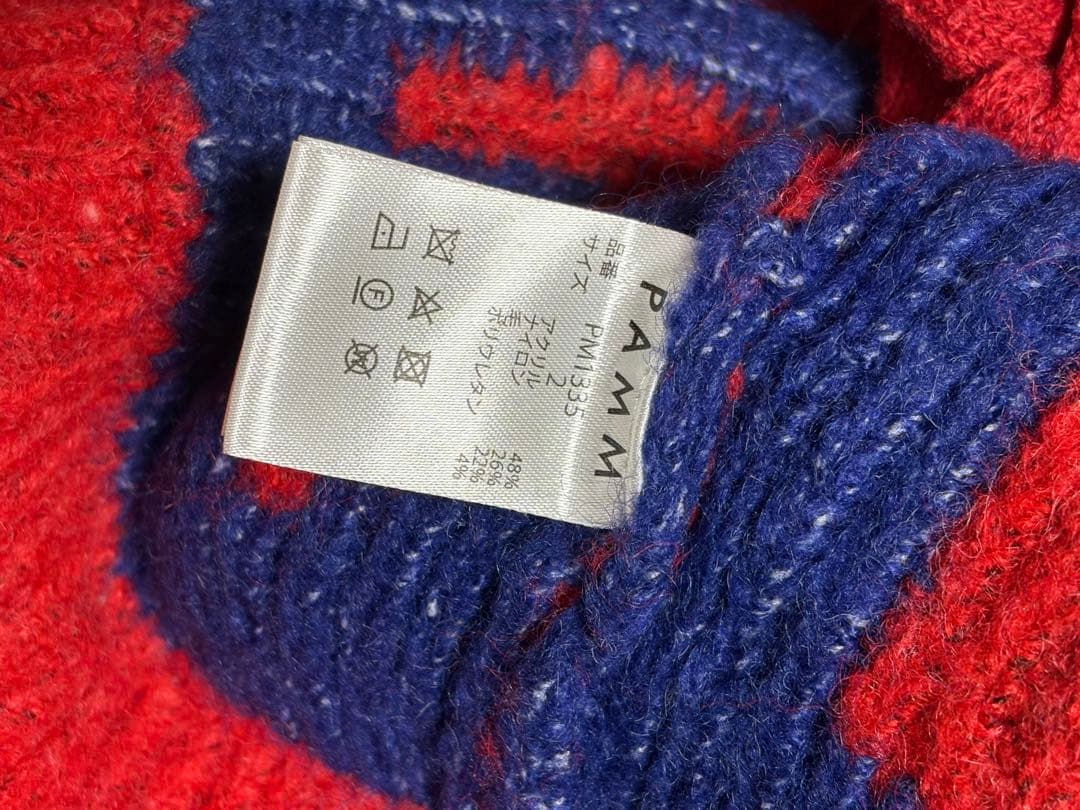 PAMM
品番 PM1335
サイズ 2
アクリル 48%
ナイロン 26%
毛 22%
ポリウレタン 4%
F